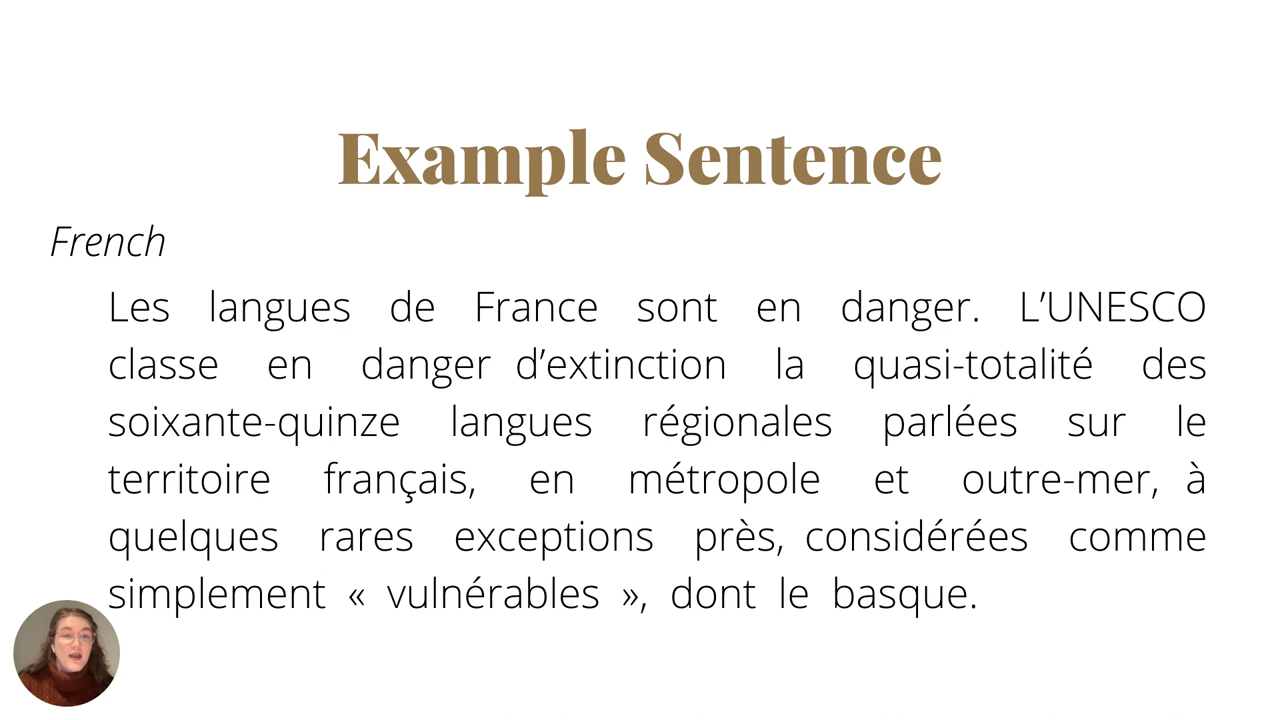 Example Sentence
French
Les langues de France sont en danger. L’UNESCO
classe en danger d’extinction la quasi-totalité des
soixante-quinze langues régionales parlées sur le
territoire français, en métropole et outre-mer, à
quelques rares exceptions près, considérées comme
simplement « vulnérables », dont le basque.